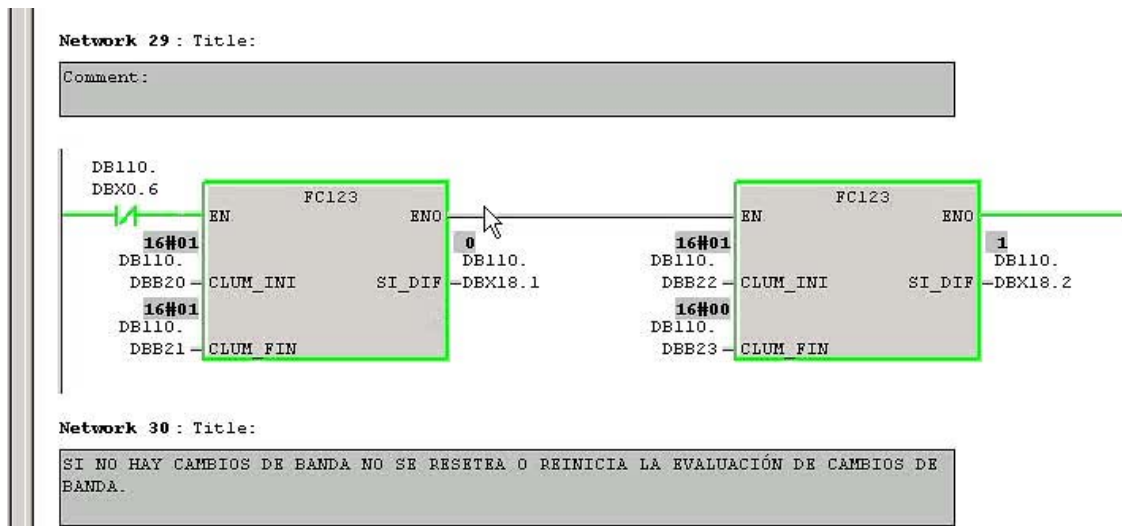 Network 29 : Title:
Comment:
DB110.
DBX0.6
FC123
FC123
EN
ENO
EN
ENO
16#01
0
16#01
1
DB110.
DB110.
DB110.
DB110.
DBB20
CLUM_INI
SI_DIF
DBX18.1
DBB22
CLUM_INI
SI_DIF
DBX18.2
16#01
16#00
DB110.
DB110.
DBB21
CLUM_FIN
DBB23
CLUM_FIN
Network 30 : Title:
SI NO HAY CAMBIOS DE BANDA NO SE RESETEA O REINICIA LA EVALUACIÓN DE CAMBIOS DE
BANDA.